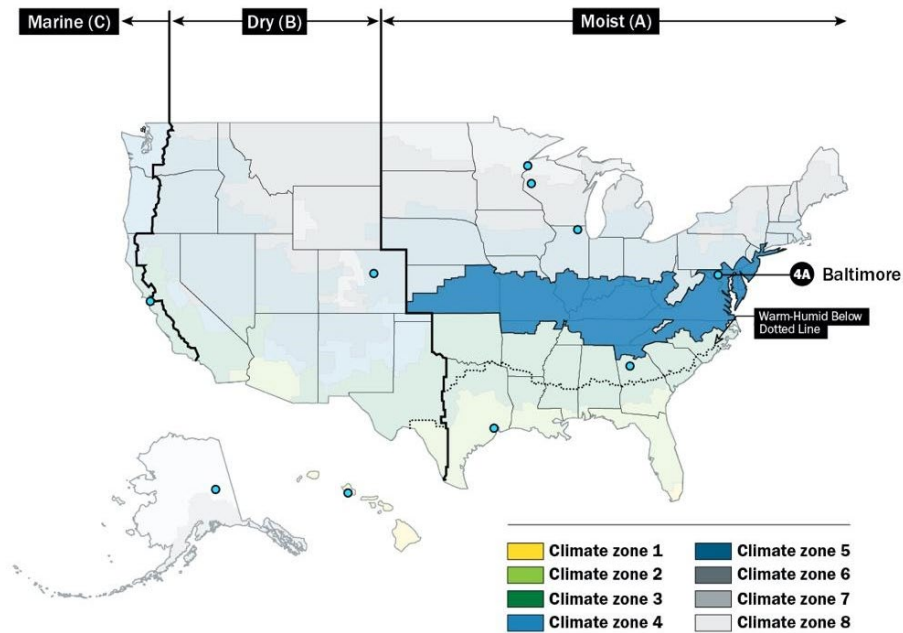 Marine (C)
Dry (B)
Moist (A)
4A Baltimore
Warm-Humid Below
Dotted Line
Climate zone 1
Climate zone 2
Climate zone 3
Climate zone 4
Climate zone 5
Climate zone 6
Climate zone 7
Climate zone 8